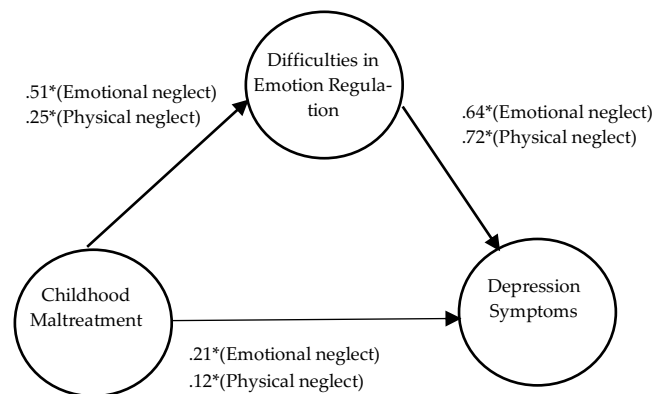 Difficulties in
Emotion Regula-
tion
.51*(Emotional neglect)
.25*(Physical neglect)
.64*(Emotional neglect)
.72*(Physical neglect)
Childhood
Maltreatment
Depression
Symptoms
.21*(Emotional neglect)
.12*(Physical neglect)